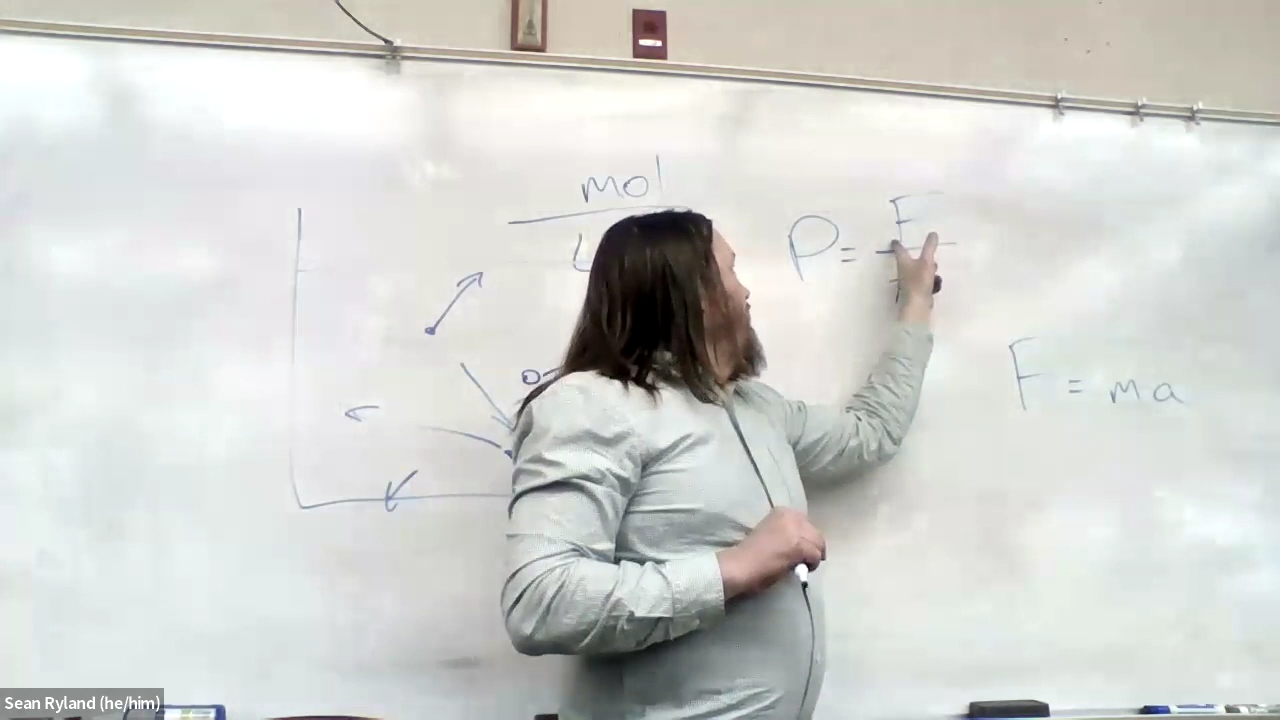 mol
L
P = F
F = ma
Sean Ryland (he/him)